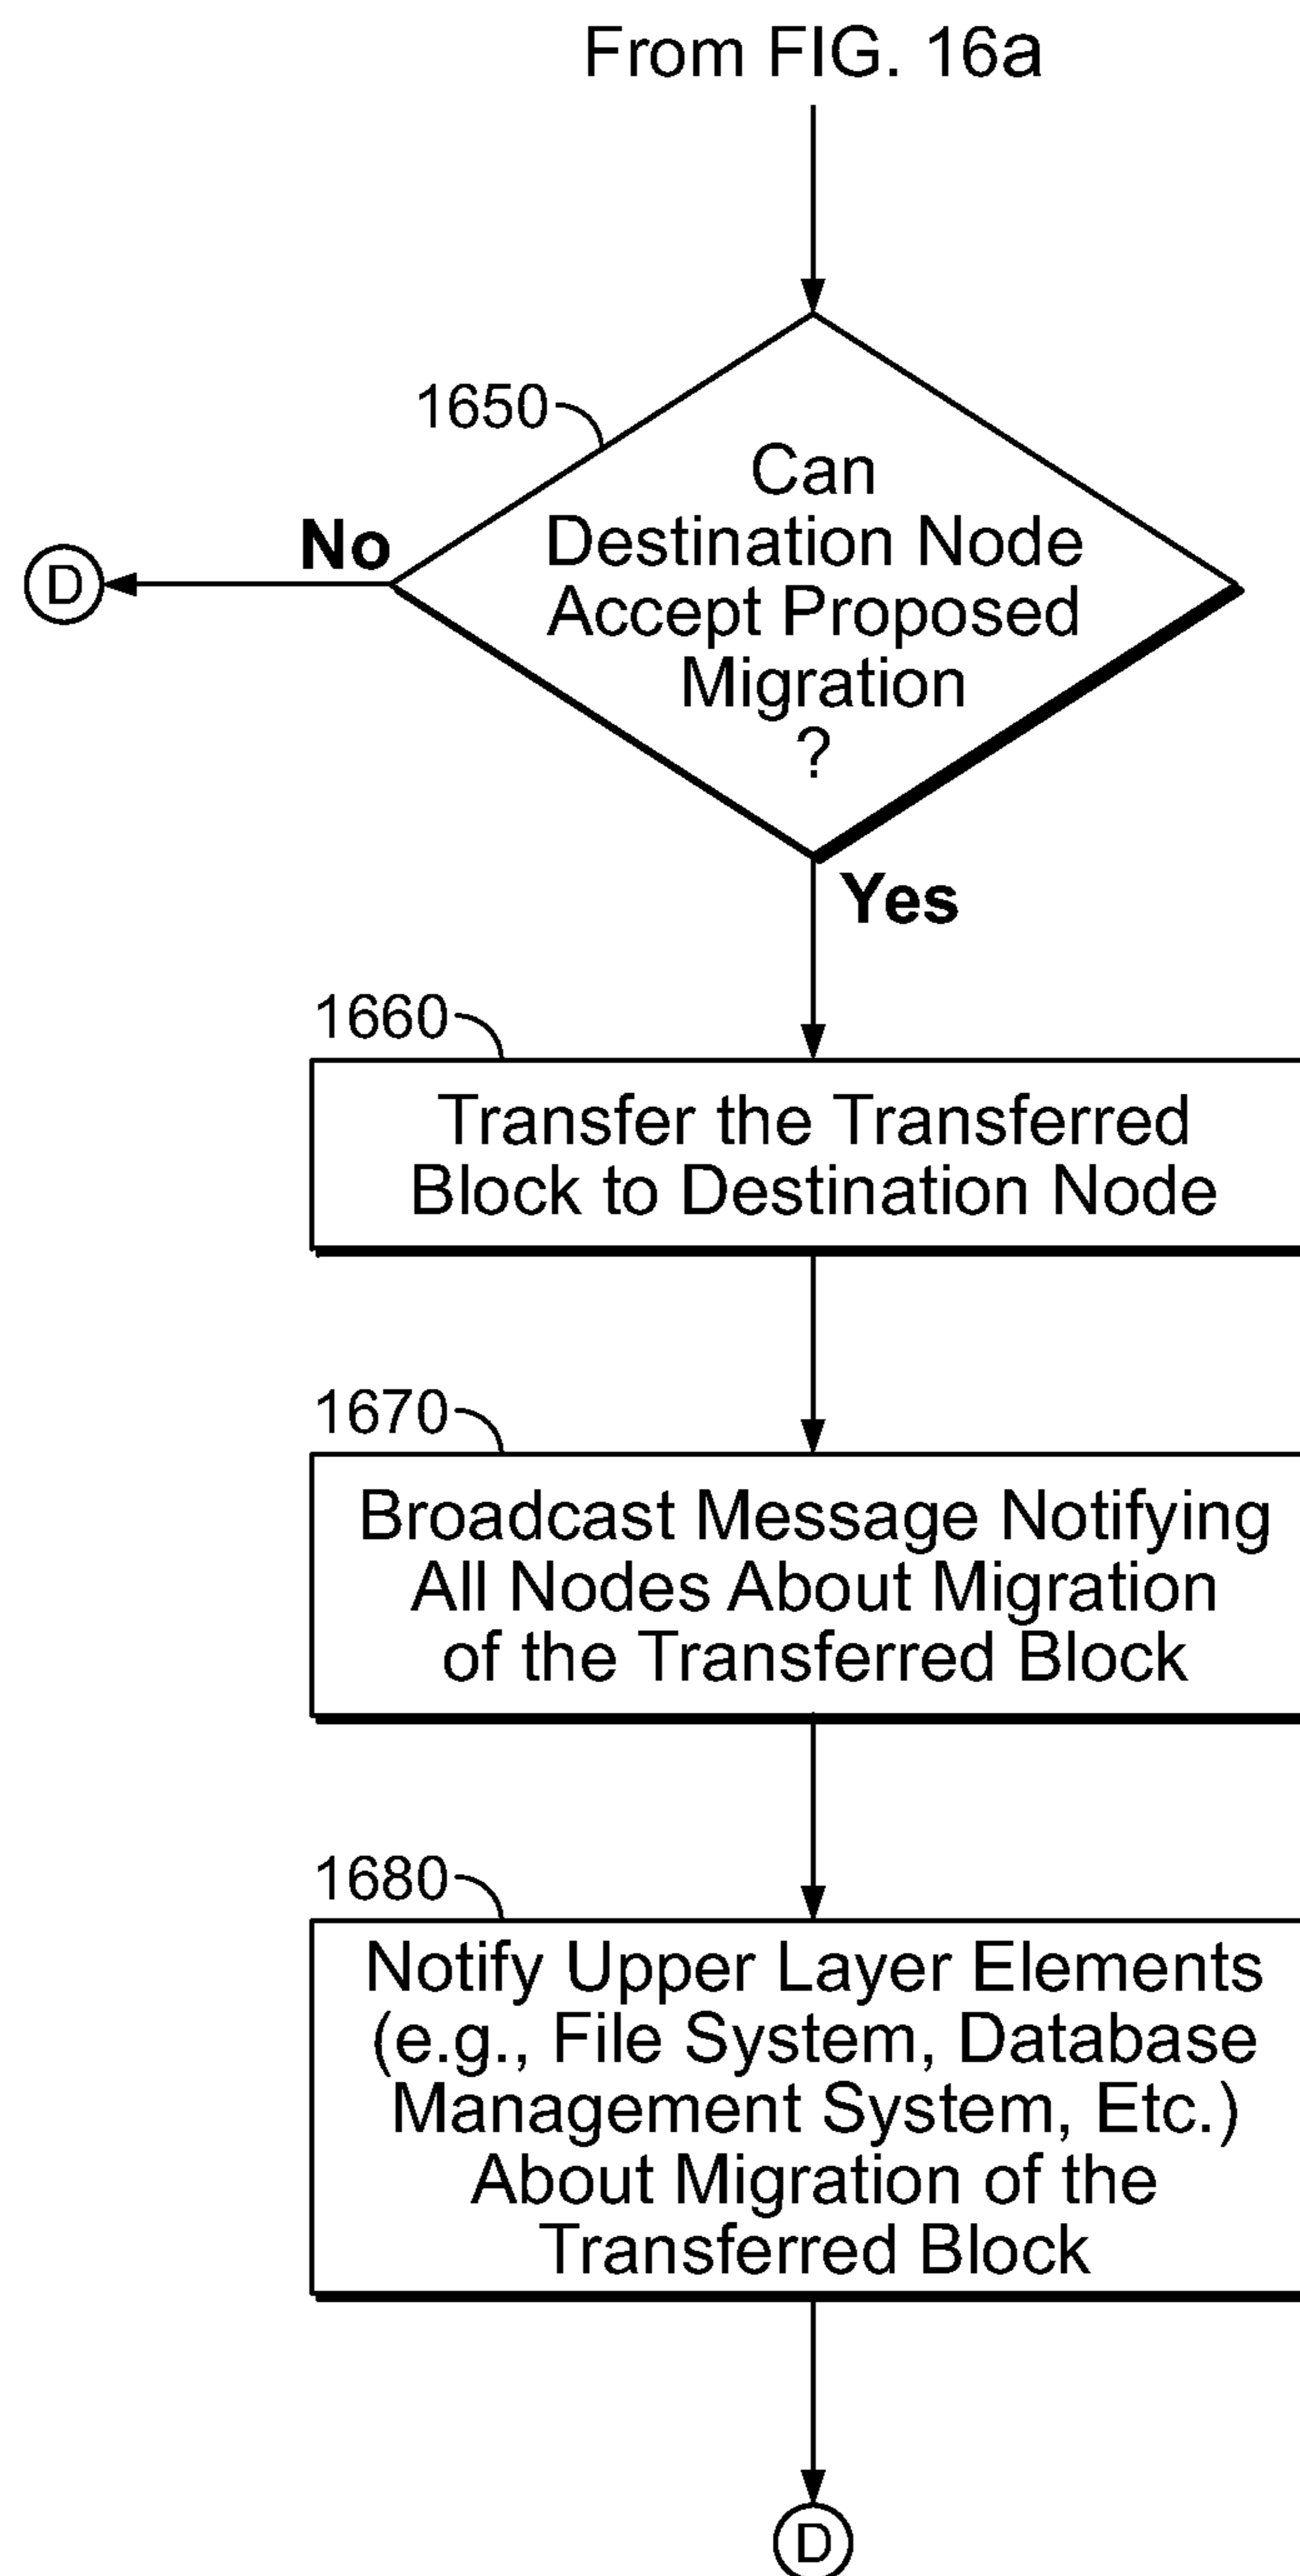 From FIG. 16a
1650
Can
Destination Node
Accept Proposed
Migration
?
No
D
Yes
1660
Transfer the Transferred
Block to Destination Node
1670
Broadcast Message Notifying
All Nodes About Migration
of the Transferred Block
1680
Notify Upper Layer Elements
(e.g., File System, Database
Management System, Etc.)
About Migration of the
Transferred Block
D